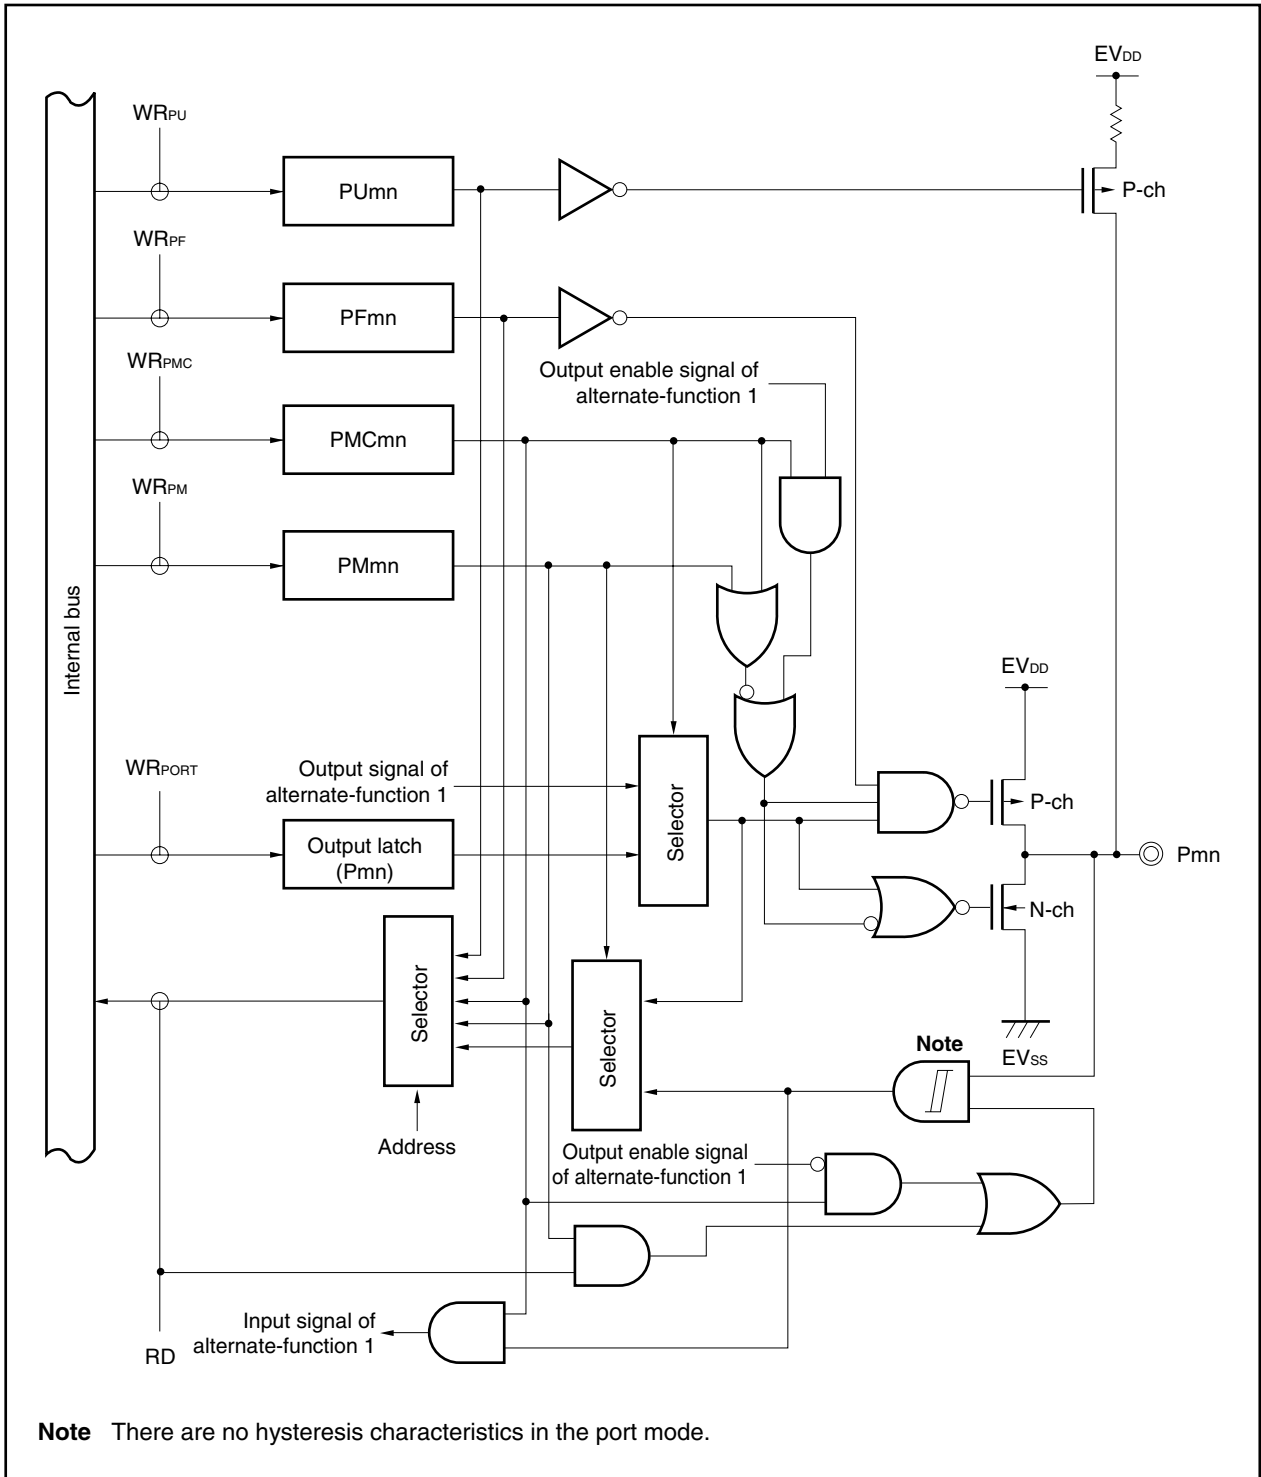 EVDD
WRPU
PUmn
P-ch
WRPF
PFmn
Output enable signal of
alternate-function 1
WRPMC
PMCmn
WRPM
PMmn
Internal bus
EVDD
WRPORT
Output signal of
alternate-function 1
Selector
P-ch
Output latch
(Pmn)
Pmn
N-ch
Selector
Selector
Note
EVSS
Address
Output enable signal
of alternate-function 1
Input signal of
alternate-function 1
RD
Note There are no hysteresis characteristics in the port mode.